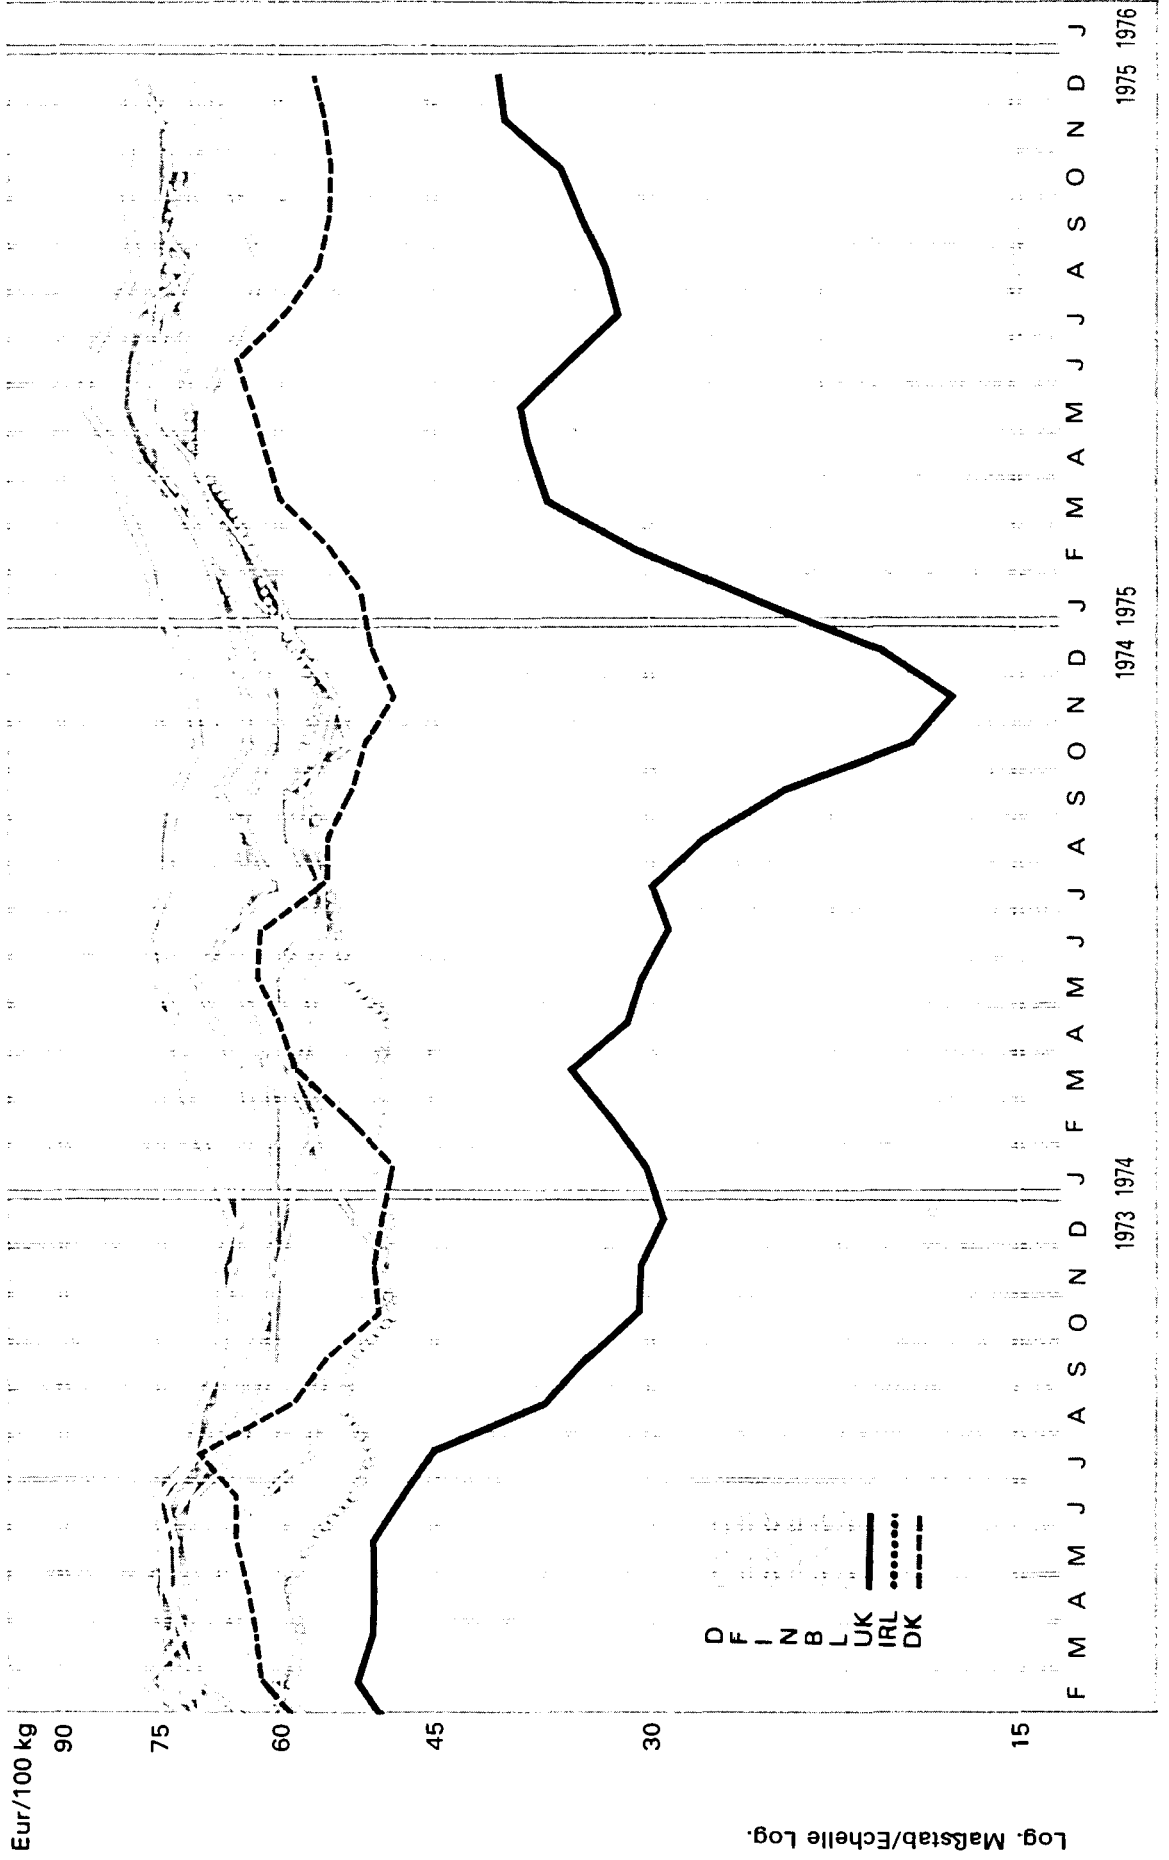 Eur/100 kg
90
75
60
45
30
15
Log. Maßstab/Echelle Log.
D
F
I
N
B
L
UK
IRL
DK
F M A M J J A S O N D J F M A M J J A S O N D J F M A M J J A S O N D J
1973 1974 1974 1975 1975 1976